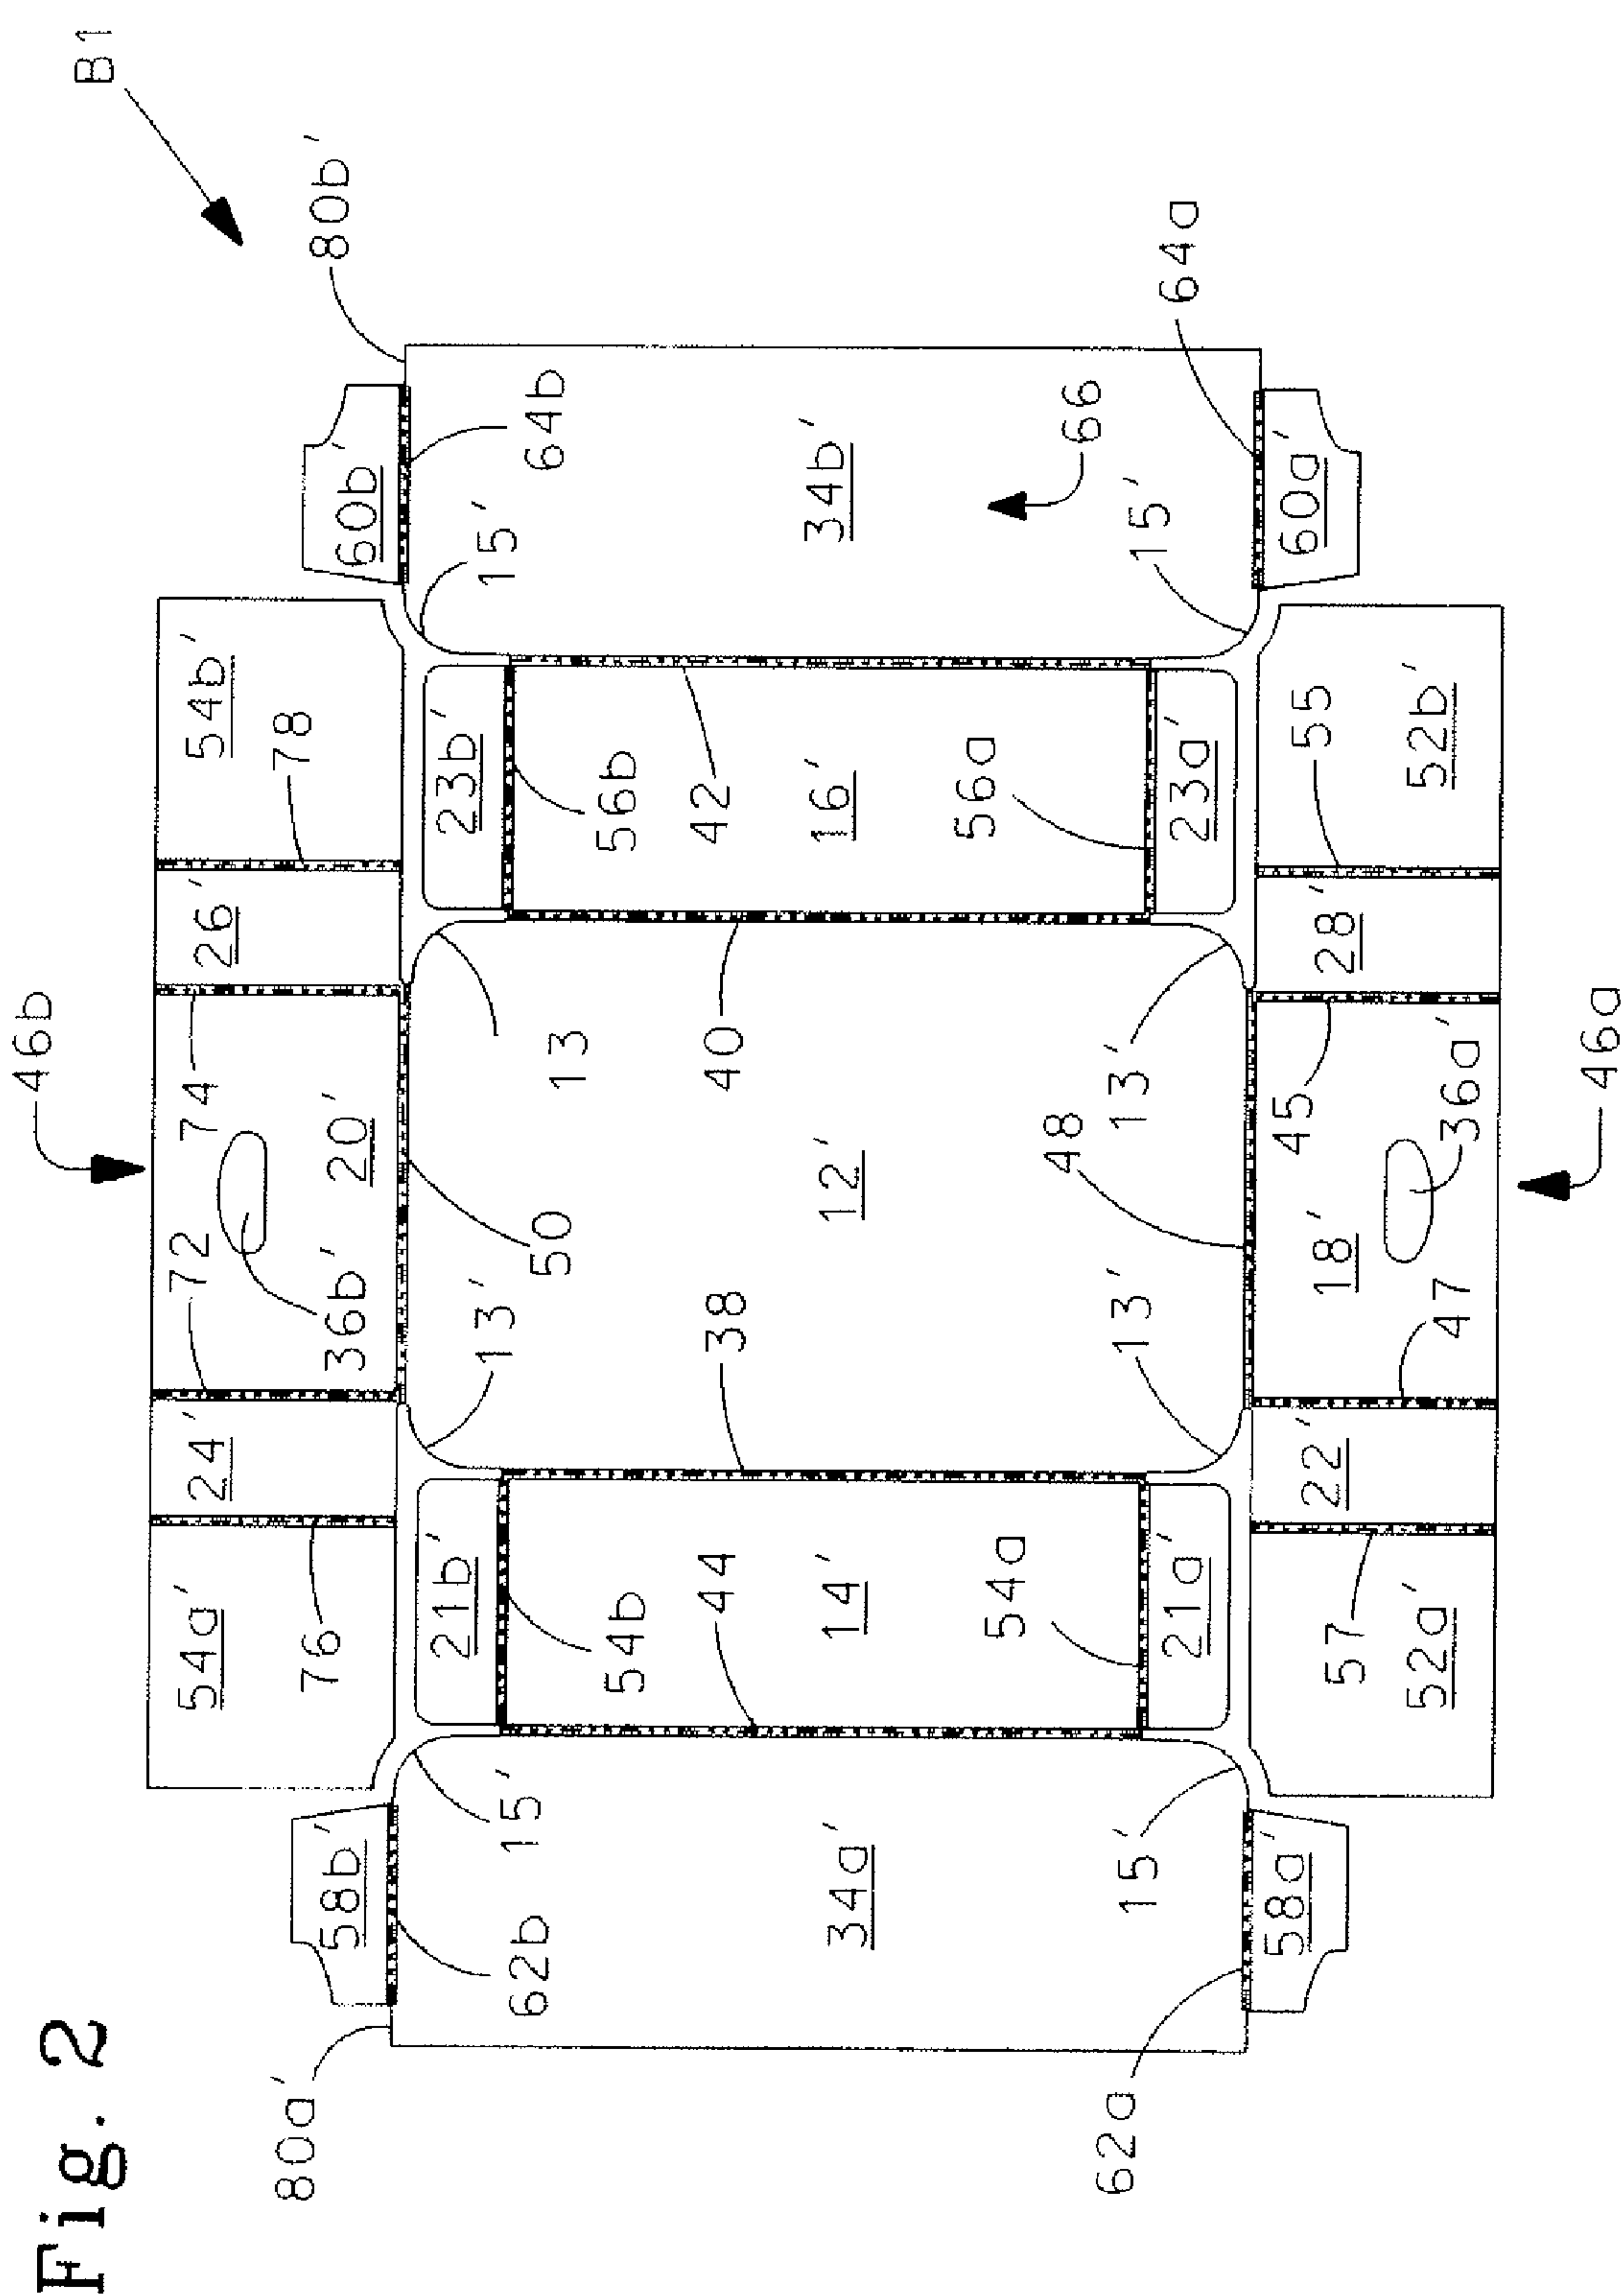 Fig. 2
46b
B1
54a′ 24′ 72 74 26′ 54b′
80a′ 76 78 80b′
58b′ 36b′ 20′ 60b′
21b′ 23b′
15′ 13′ 15′
62b 50 13 64b
54b 56b
44 38 40 42
34a′ 14′ 12′ 16′ 34b′
54a 56a
48 66
15′ 13′ 13′ 15′
62a 64a
21a′ 23a′
58a′ 45 60a′
22′ 18′ 28′ 55
57
52a′ 47 36a′ 52b′
46a